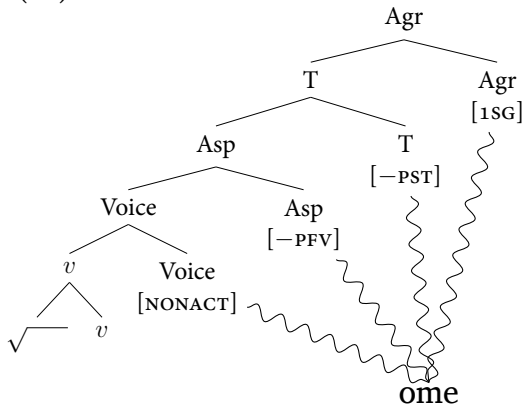 Agr
T Agr
[1SG]
Asp T
[−PST]
Voice Asp
[−PFV]
v Voice
[NONACT]
√ v
ome